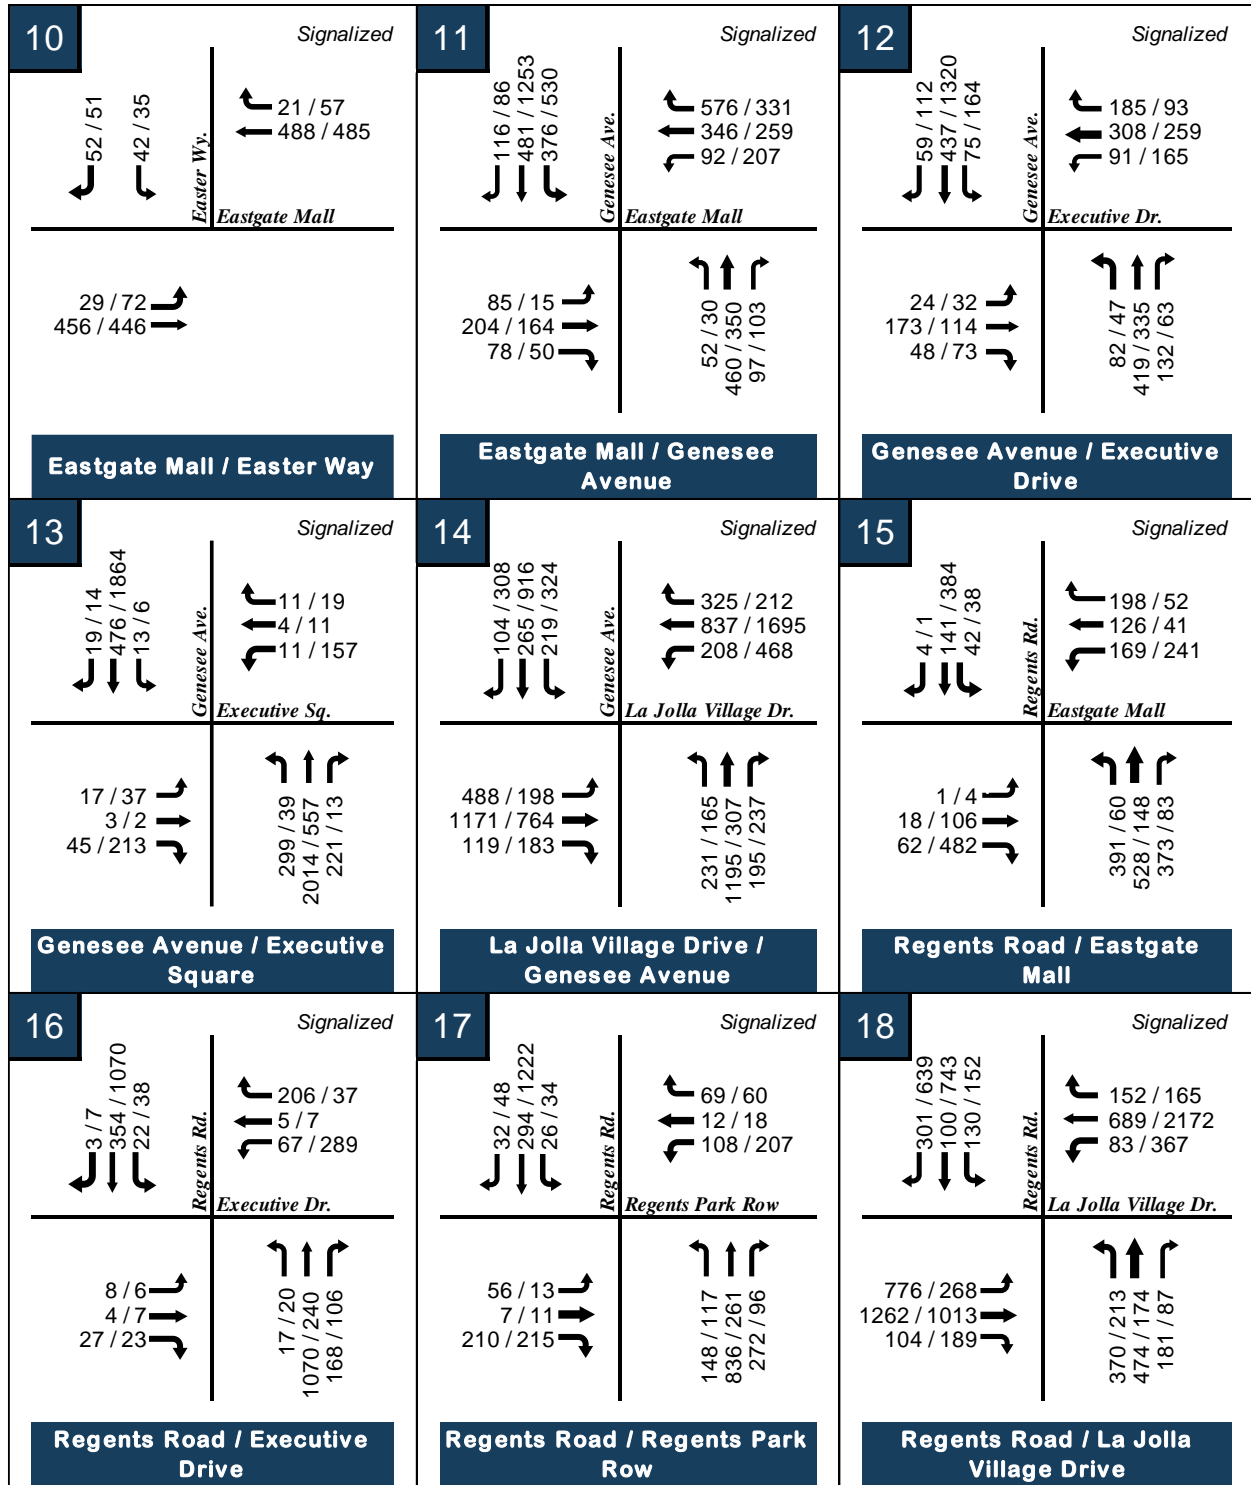 10
Signalized
52 / 51
42 / 35
Easter Wy.
21 / 57
488 / 485
Eastgate Mall
29 / 72
456 / 446
Eastgate Mall / Easter Way
11
Signalized
116 / 86
481 / 1253
376 / 530
Genesee Ave.
576 / 331
346 / 259
92 / 207
Eastgate Mall
85 / 15
204 / 164
78 / 50
52 / 30
460 / 350
97 / 103
Eastgate Mall / Genesee
Avenue
12
Signalized
59 / 112
437 / 1320
75 / 164
Genesee Ave.
185 / 93
308 / 259
91 / 165
Executive Dr.
24 / 32
173 / 114
48 / 73
82 / 47
419 / 335
132 / 63
Genesee Avenue / Executive
Drive
13
Signalized
19 / 14
476 / 1864
13 / 6
Genesee Ave.
11 / 19
4 / 11
11 / 157
Executive Sq.
17 / 37
3 / 2
45 / 213
299 / 39
2014 / 557
221 / 13
Genesee Avenue / Executive
Square
14
Signalized
104 / 308
265 / 916
219 / 324
Genesee Ave.
325 / 212
837 / 1695
208 / 468
La Jolla Village Dr.
488 / 198
1171 / 764
119 / 183
231 / 165
1195 / 307
195 / 237
La Jolla Village Drive /
Genesee Avenue
15
Signalized
4 / 1
141 / 384
42 / 38
Regents Rd.
198 / 52
126 / 41
169 / 241
Eastgate Mall
1 / 4
18 / 106
62 / 482
391 / 60
528 / 148
373 / 83
Regents Road / Eastgate
Mall
16
Signalized
3 / 7
354 / 1070
22 / 38
Regents Rd.
206 / 37
5 / 7
67 / 289
Executive Dr.
8 / 6
4 / 7
27 / 23
17 / 20
1070 / 240
168 / 106
Regents Road / Executive
Drive
17
Signalized
32 / 48
294 / 1222
26 / 34
Regents Rd.
69 / 60
12 / 18
108 / 207
Regents Park Row
56 / 13
7 / 11
210 / 215
148 / 117
836 / 261
272 / 96
Regents Road / Regents Park
Row
18
Signalized
301 / 639
100 / 743
130 / 152
Regents Rd.
152 / 165
689 / 2172
83 / 367
La Jolla Village Dr.
776 / 268
1262 / 1013
104 / 189
370 / 213
474 / 174
181 / 87
Regents Road / La Jolla
Village Drive